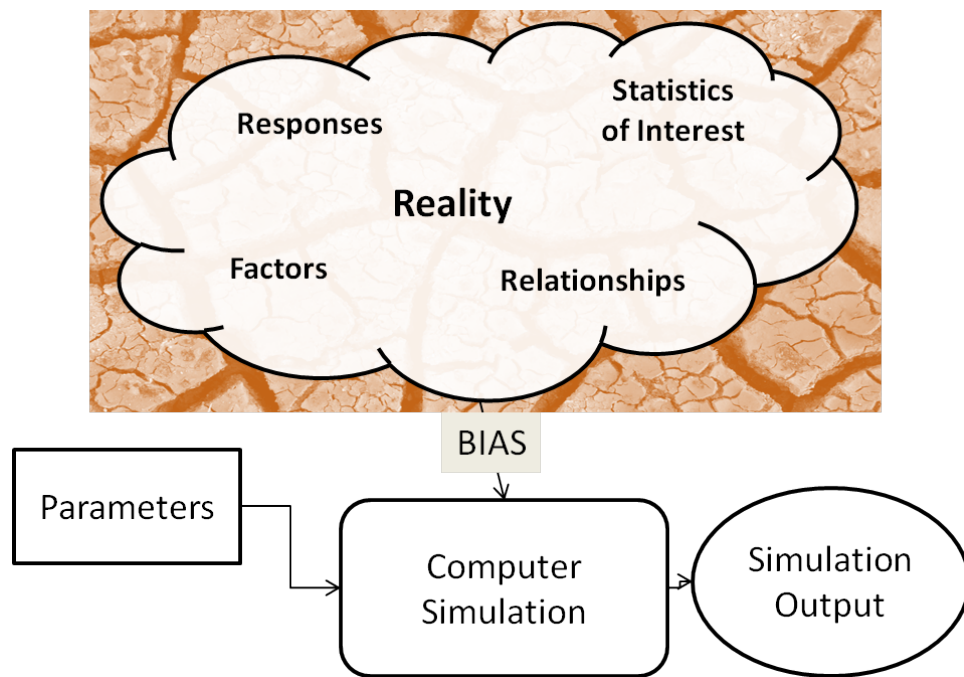 Responses
Statistics
of Interest
Reality
Factors
Relationships
BIAS
Parameters
Computer
Simulation
Simulation
Output